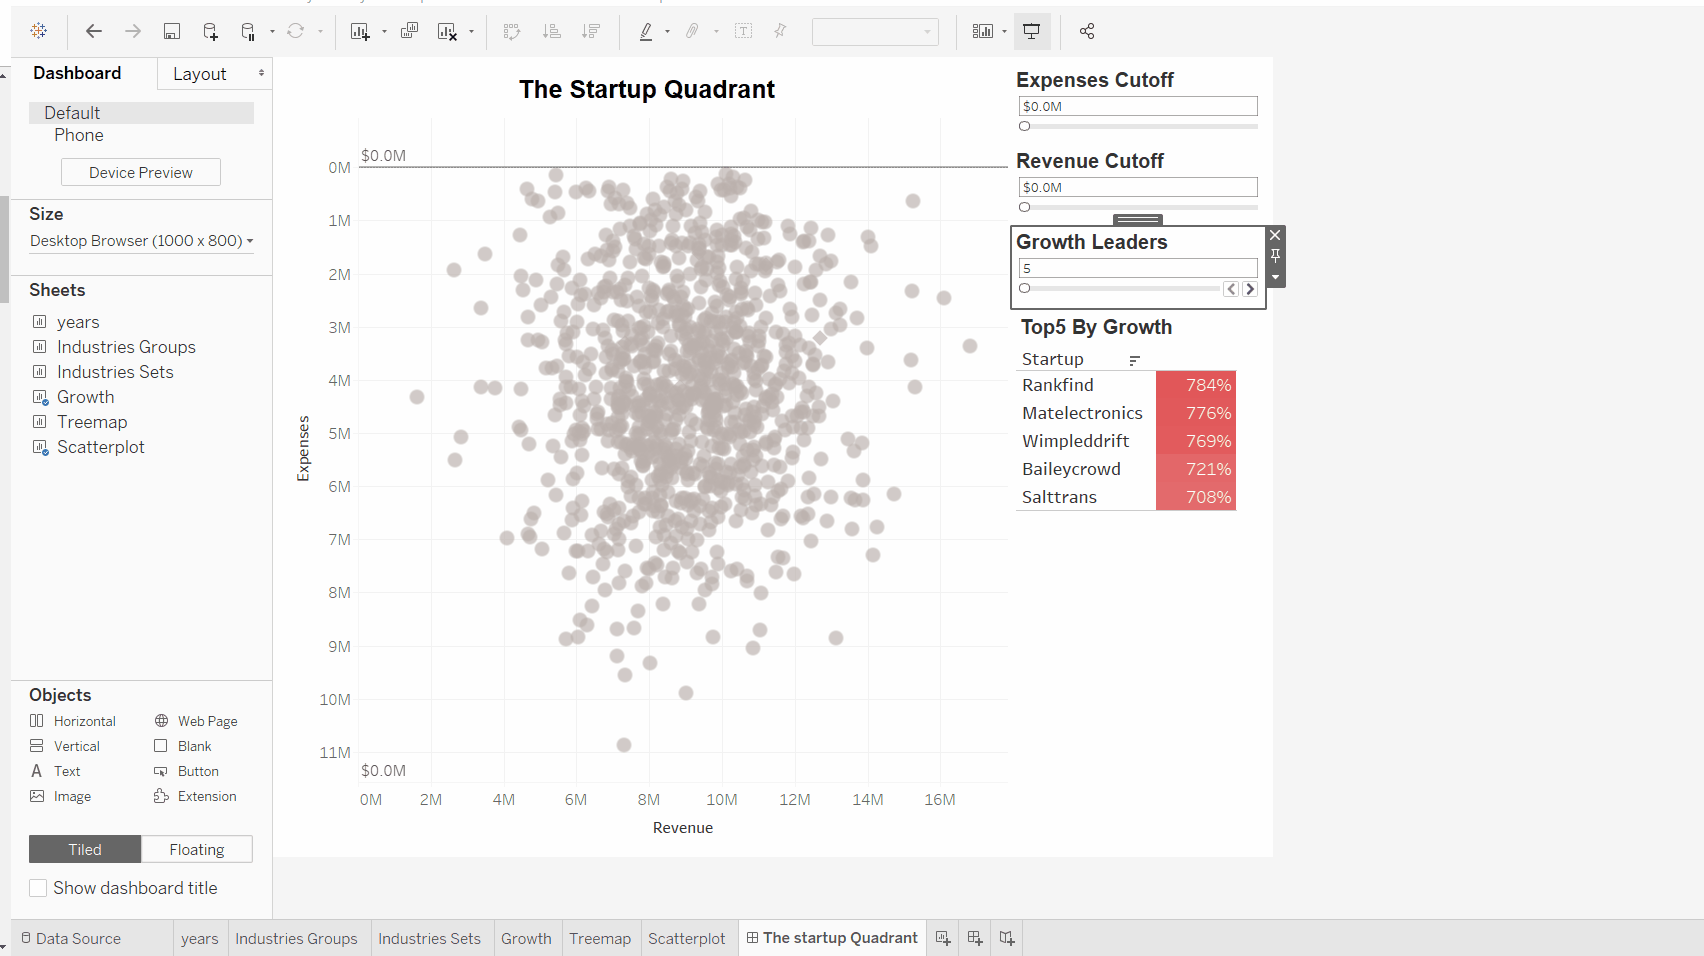 Dashboard
Layout
Default
Phone
Device Preview
Size
Desktop Browser (1000 x 800)
Sheets
years
Industries Groups
Industries Sets
Growth
Treemap
Scatterplot
Objects
Horizontal
Web Page
Vertical
Blank
A Text
Button
Image
Extension
Tiled
Floating
Show dashboard title
The Startup Quadrant
$0.0M
0M
1M
2M
3M
4M
5M
6M
7M
8M
9M
10M
11M
Expenses
$0.0M
0M 2M 4M 6M 8M 10M 12M 14M 16M
Revenue
Expenses Cutoff
$0.0M
Revenue Cutoff
$0.0M
Growth Leaders
5
Top5 By Growth
Startup
Rankfind 784%
Matelectronics 776%
Wimpleddrift 769%
Baileycrowd 721%
Salttrans 708%
Data Source
years
Industries Groups
Industries Sets
Growth
Treemap
Scatterplot
The startup Quadrant